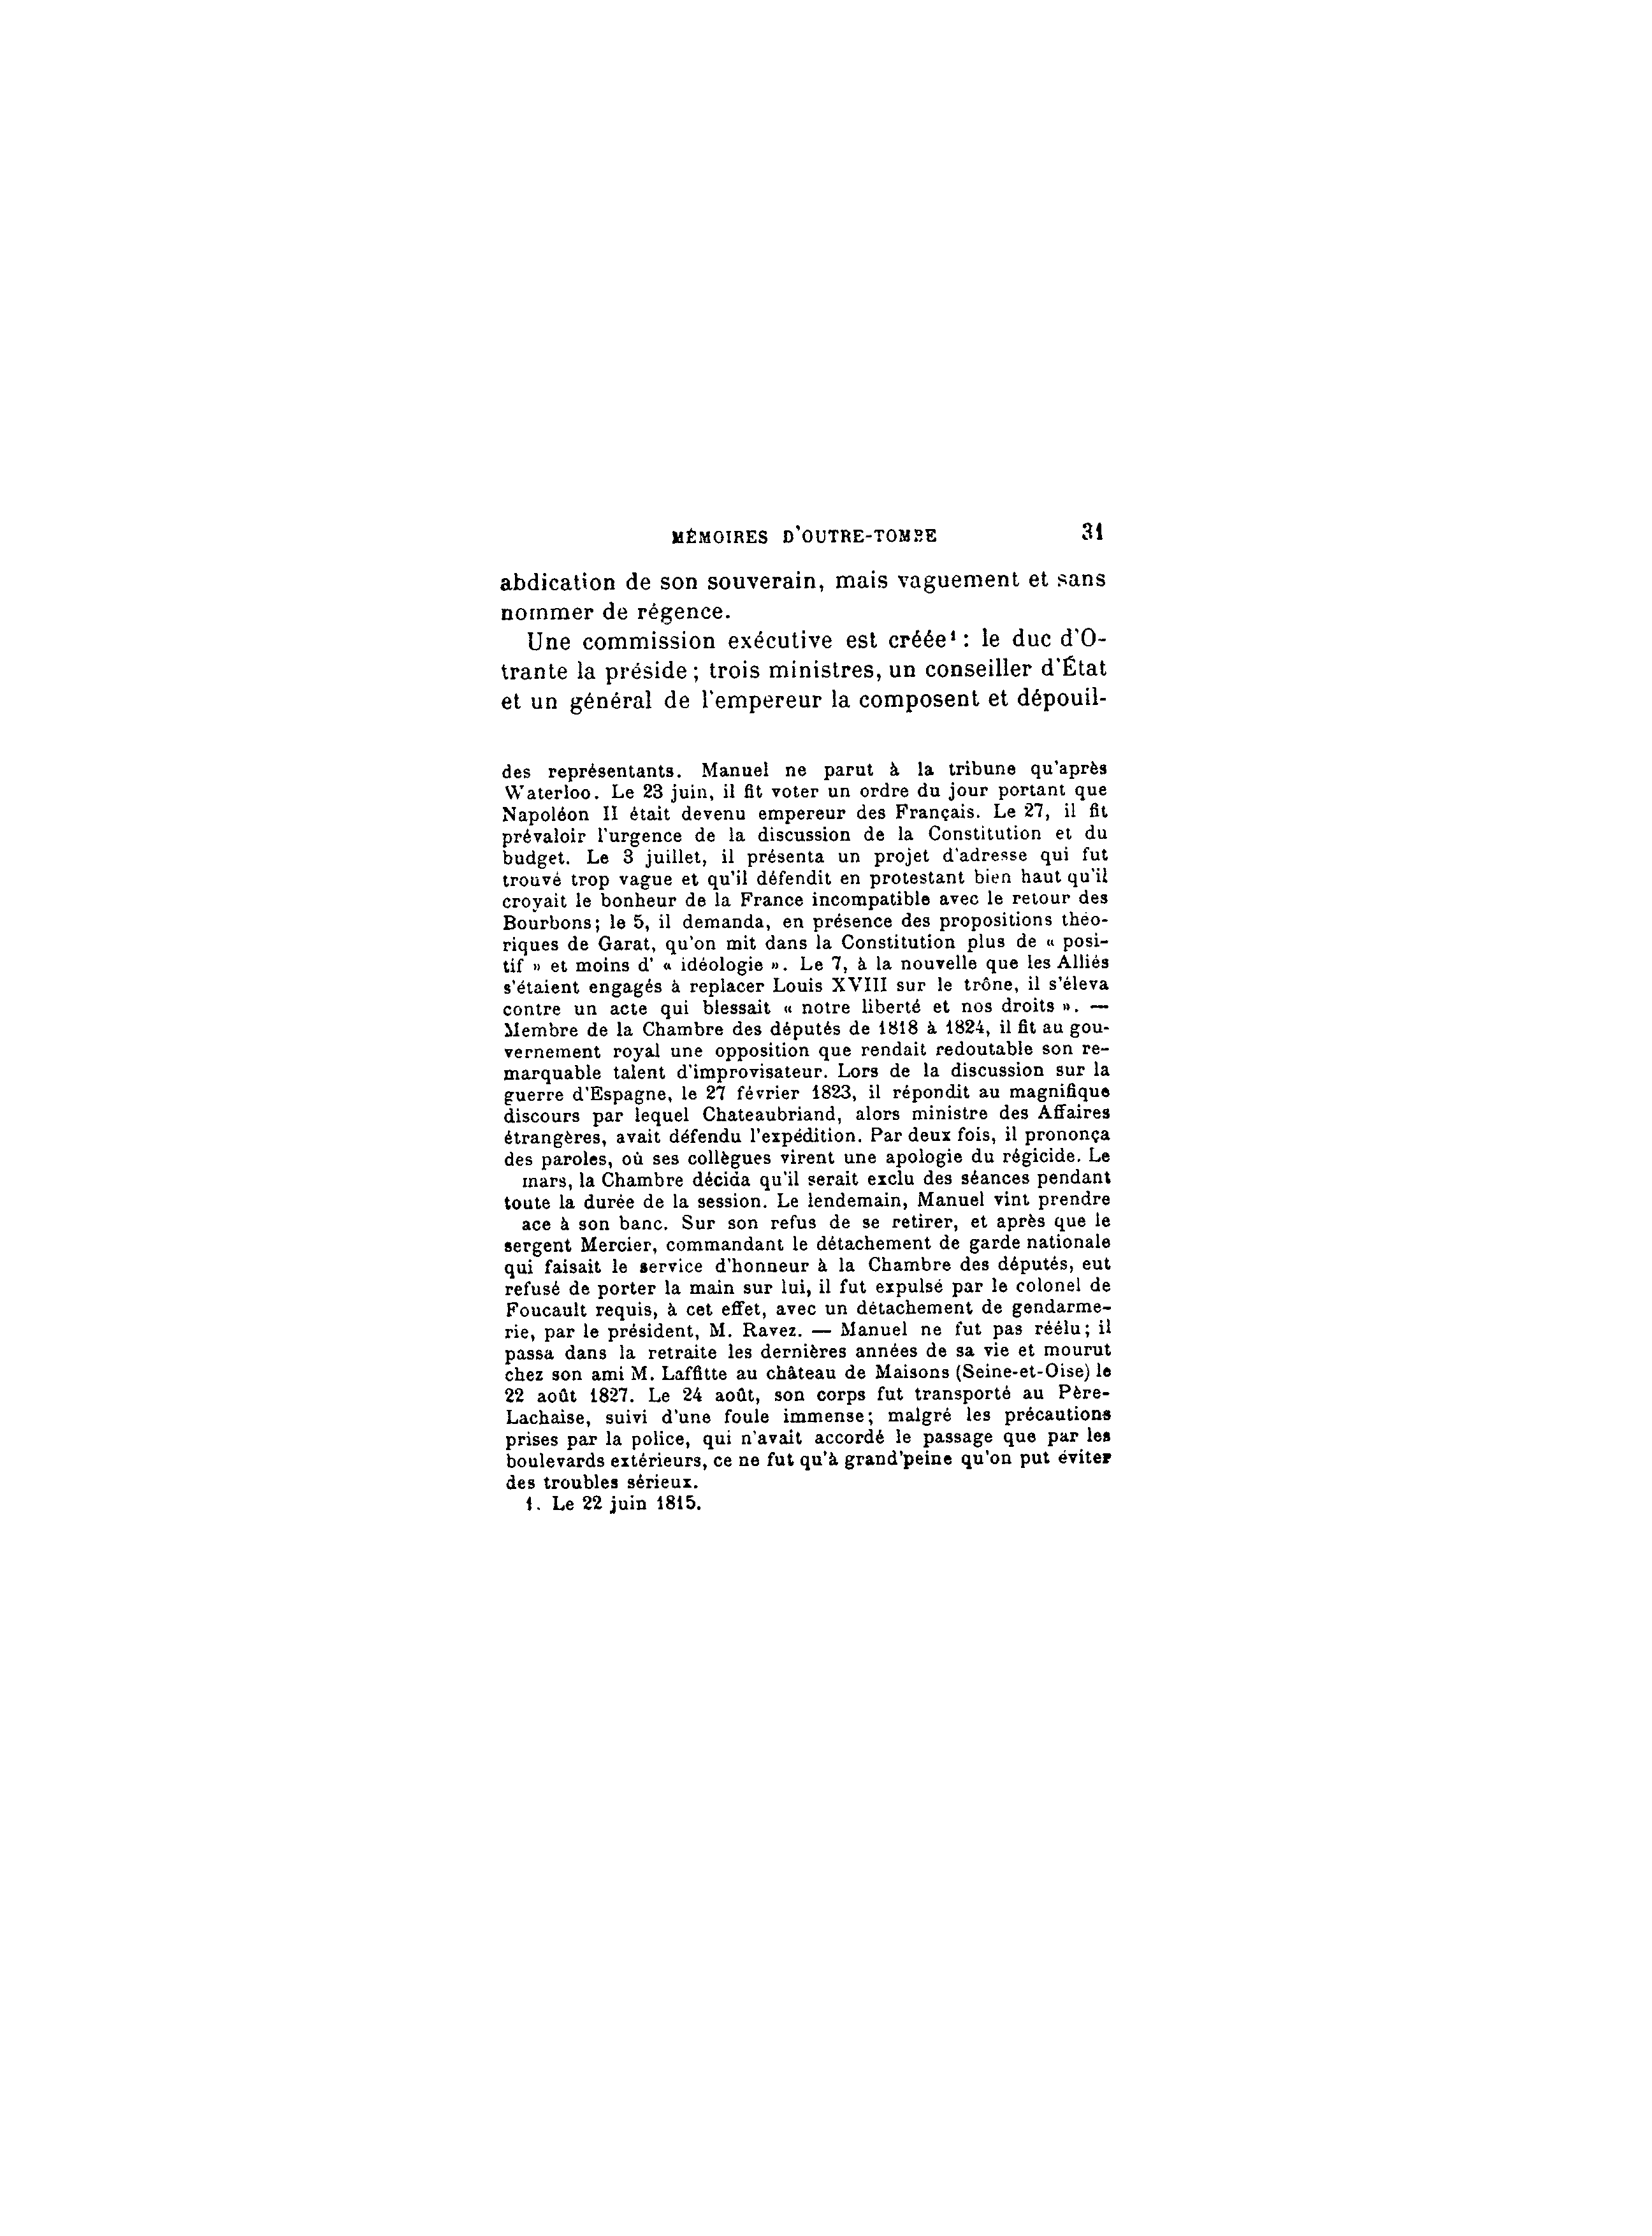 MÉMOIRES D'OUTRE-TOMBE 31
abdication de son souverain, mais vaguement et sans
nommer de régence.
Une commission exécutive est créée¹ : le duc d'O-
trante la préside ; trois ministres, un conseiller d'État
et un général de l'empereur la composent et dépouil-
des représentants. Manuel ne parut à la tribune qu'après
Waterloo. Le 23 juin, il fit voter un ordre du jour portant que
Napoléon II était devenu empereur des Français. Le 27, il fit
prévaloir l'urgence de la discussion de la Constitution et du
budget. Le 3 juillet, il présenta un projet d'adresse qui fut
trouvé trop vague et qu'il défendit en protestant bien haut qu'il
croyait le bonheur de la France incompatible avec le retour des
Bourbons ; le 5, il demanda, en présence des propositions théo-
riques de Garat, qu'on mit dans la Constitution plus de « posi-
tif » et moins d' « idéologie ». Le 7, à la nouvelle que les Alliés
s'étaient engagés à replacer Louis XVIII sur le trône, il s'éleva
contre un acte qui blessait « notre liberté et nos droits ». —
Membre de la Chambre des députés de 1818 à 1824, il fit au gou-
vernement royal une opposition que rendait redoutable son re-
marquable talent d'improvisateur. Lors de la discussion sur la
guerre d'Espagne, le 27 février 1823, il répondit au magnifique
discours par lequel Chateaubriand, alors ministre des Affaires
étrangères, avait défendu l'expédition. Par deux fois, il prononça
des paroles, où ses collègues virent une apologie du régicide. Le
mars, la Chambre décida qu'il serait exclu des séances pendant
toute la durée de la session. Le lendemain, Manuel vint prendre
ace à son banc. Sur son refus de se retirer, et après que le
sergent Mercier, commandant le détachement de garde nationale
qui faisait le service d'honneur à la Chambre des députés, eut
refusé de porter la main sur lui, il fut expulsé par le colonel de
Foucault requis, à cet effet, avec un détachement de gendarme-
rie, par le président, M. Ravez. — Manuel ne fut pas réélu ; il
passa dans la retraite les dernières années de sa vie et mourut
chez son ami M. Laffitte au château de Maisons (Seine-et-Oise) le
22 août 1827. Le 24 août, son corps fut transporté au Père-
Lachaise, suivi d'une foule immense ; malgré les précautions
prises par la police, qui n'avait accordé le passage que par les
boulevards extérieurs, ce ne fut qu'à grand'peine qu'on put éviter
des troubles sérieux.
1. Le 22 juin 1815.